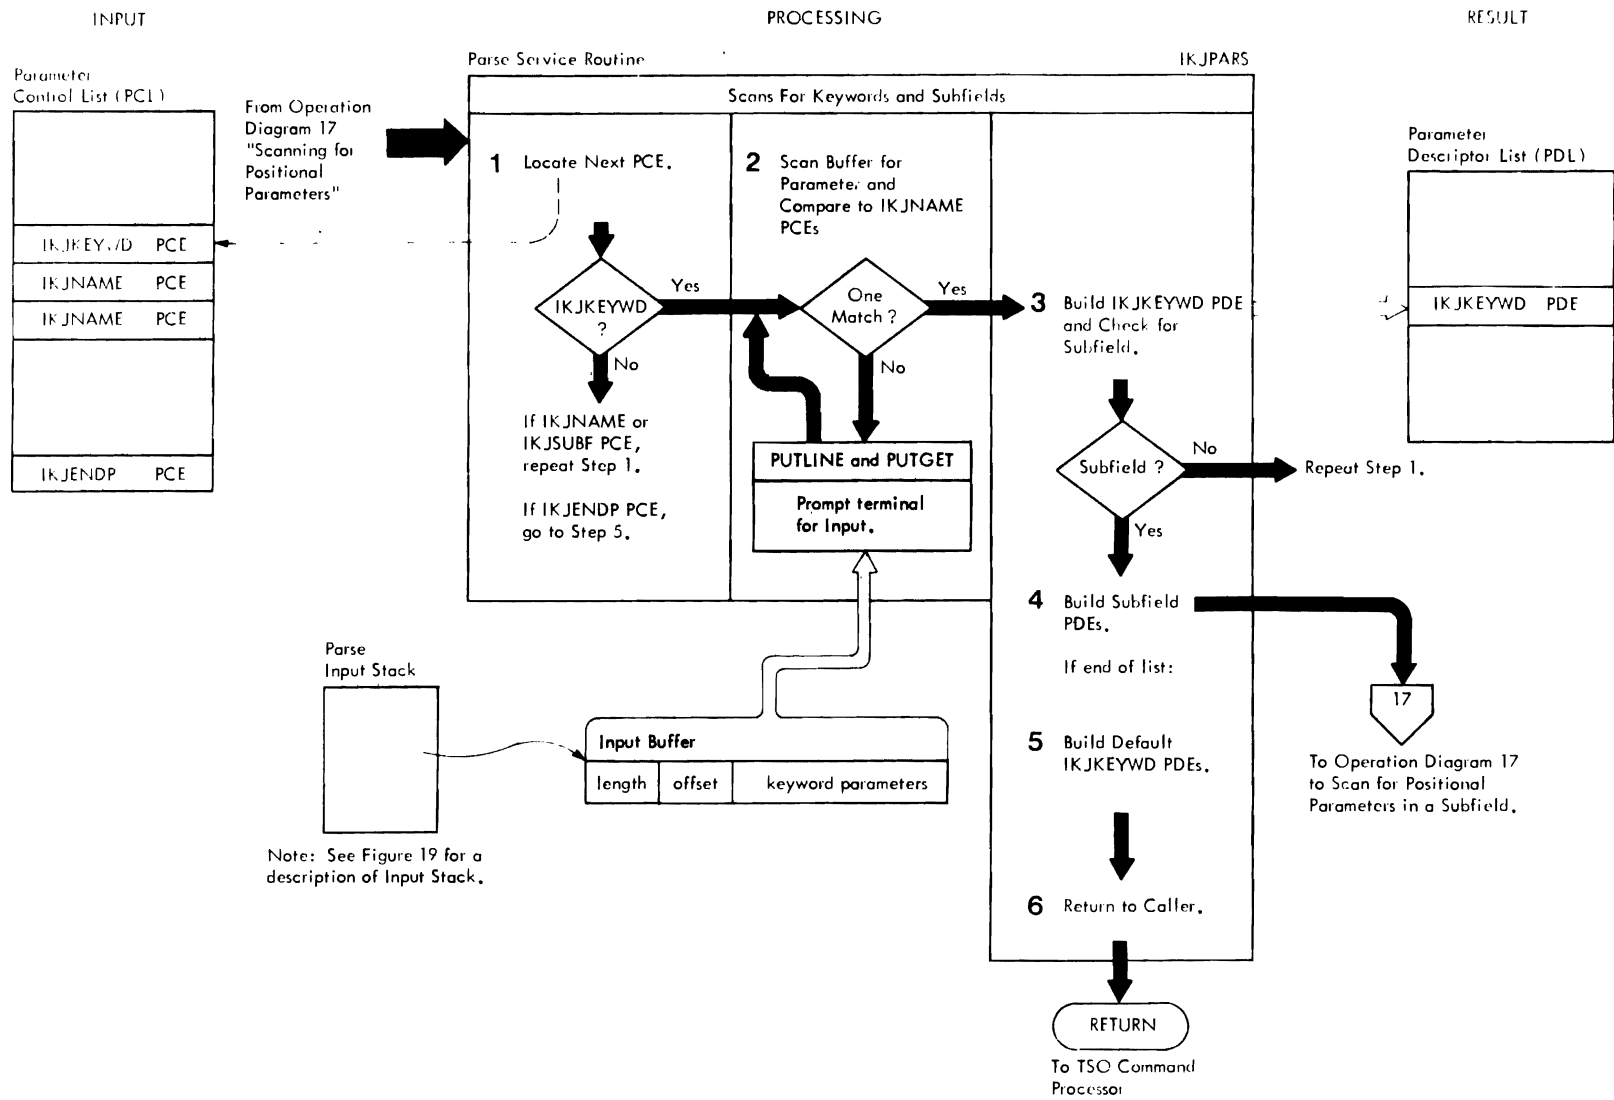 INPUT
PROCESSING
RESULT
Parameter
Control List (PCL)
IKJKEYWD PCE
IKJNAME PCE
IKJNAME PCE
IKJENDP PCE
From Operation
Diagram 17
"Scanning for
Positional
Parameters"
Parse Service Routine
IKJPARS
Scans For Keywords and Subfields
1 Locate Next PCE.
IKJKEYWD
?
Yes
No
If IKJNAME or
IKJSUBF PCE,
repeat Step 1.
If IKJENDP PCE,
go to Step 5.
2 Scan Buffer for
Parameter and
Compare to IKJNAME
PCEs
One
Match ?
Yes
No
PUTLINE and PUTGET
Prompt terminal
for Input.
3 Build IKJKEYWD PDE
and Check for
Subfield.
Subfield ?
No
Repeat Step 1.
Yes
4 Build Subfield
PDEs.
If end of list:
5 Build Default
IKJKEYWD PDEs.
6 Return to Caller.
RETURN
To TSO Command
Processor
Parameter
Descriptor List (PDL)
IKJKEYWD PDE
17
To Operation Diagram 17
to Scan for Positional
Parameters in a Subfield.
Parse
Input Stack
Note: See Figure 19 for a
description of Input Stack.
Input Buffer
length offset keyword parameters